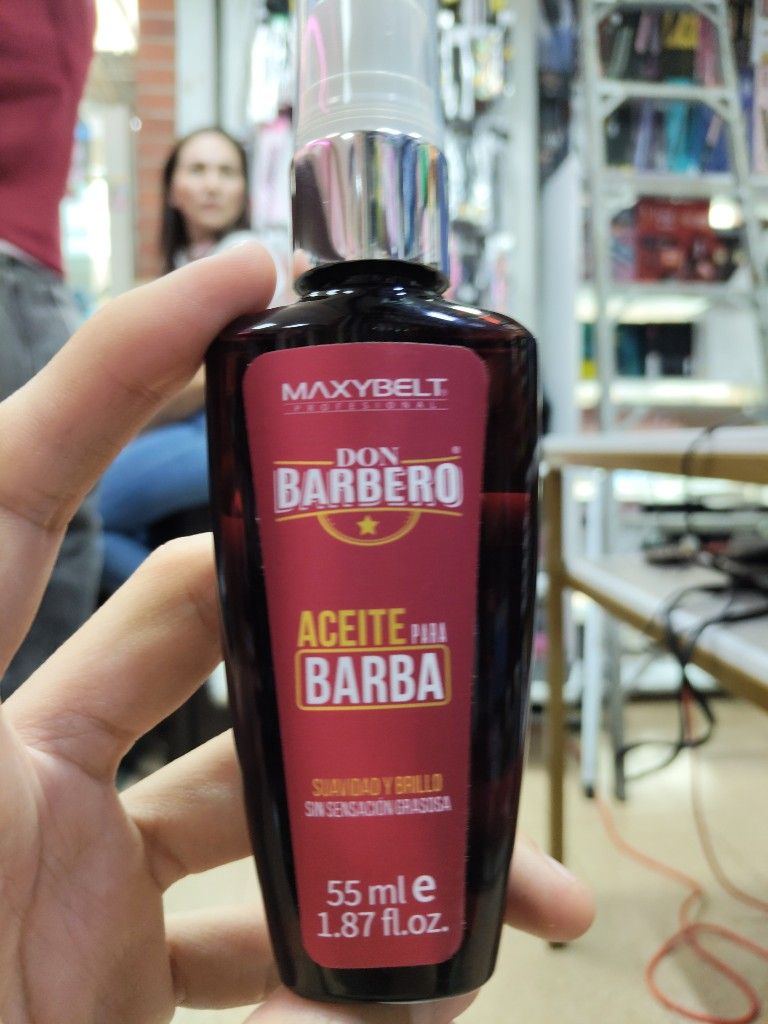 MAXYBELT
PROFESIONAL
DON
BARBERO
ACEITE PARA
BARBA
SUAVIDAD Y BRILLO
SIN SENSACIÓN GRASOSA
55 ml e
1.87 fl.oz.